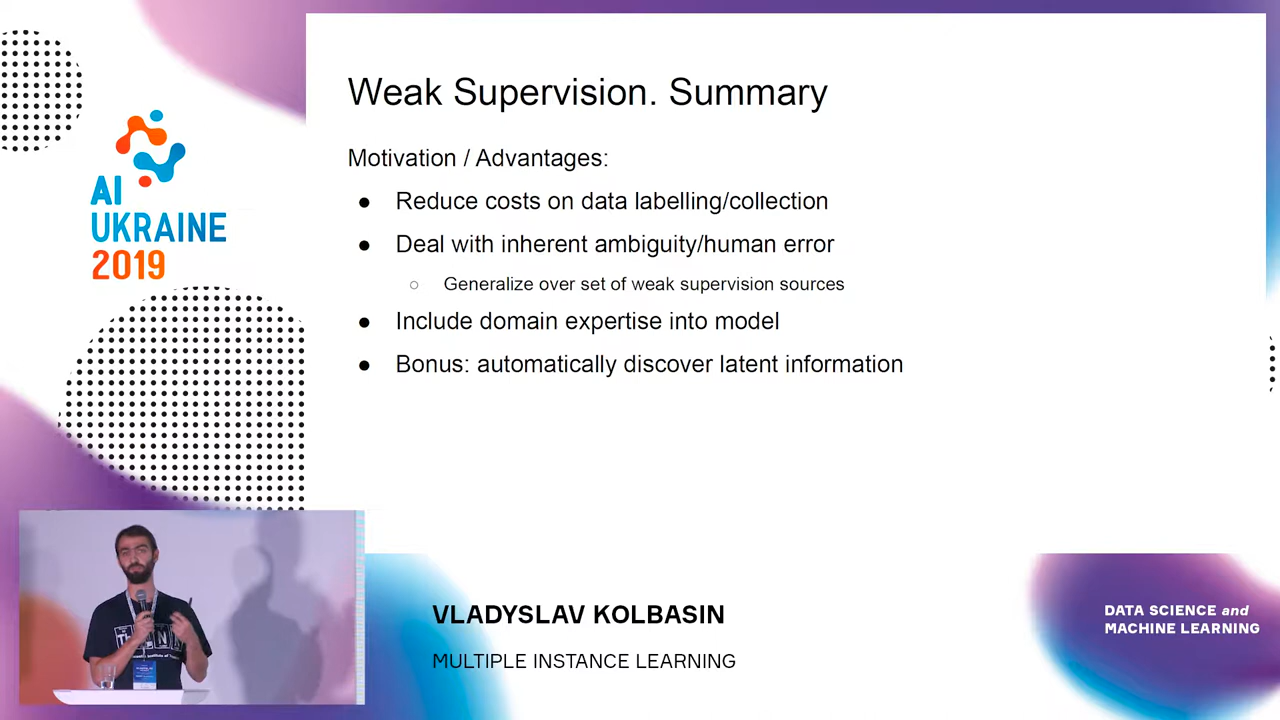 Weak Supervision. Summary
Motivation / Advantages:
● Reduce costs on data labelling/collection
● Deal with inherent ambiguity/human error
○ Generalize over set of weak supervision sources
● Include domain expertise into model
● Bonus: automatically discover latent information
AI
UKRAINE
2019
VLADYSLAV KOLBASIN
MULTIPLE INSTANCE LEARNING
DATA SCIENCE and
MACHINE LEARNING